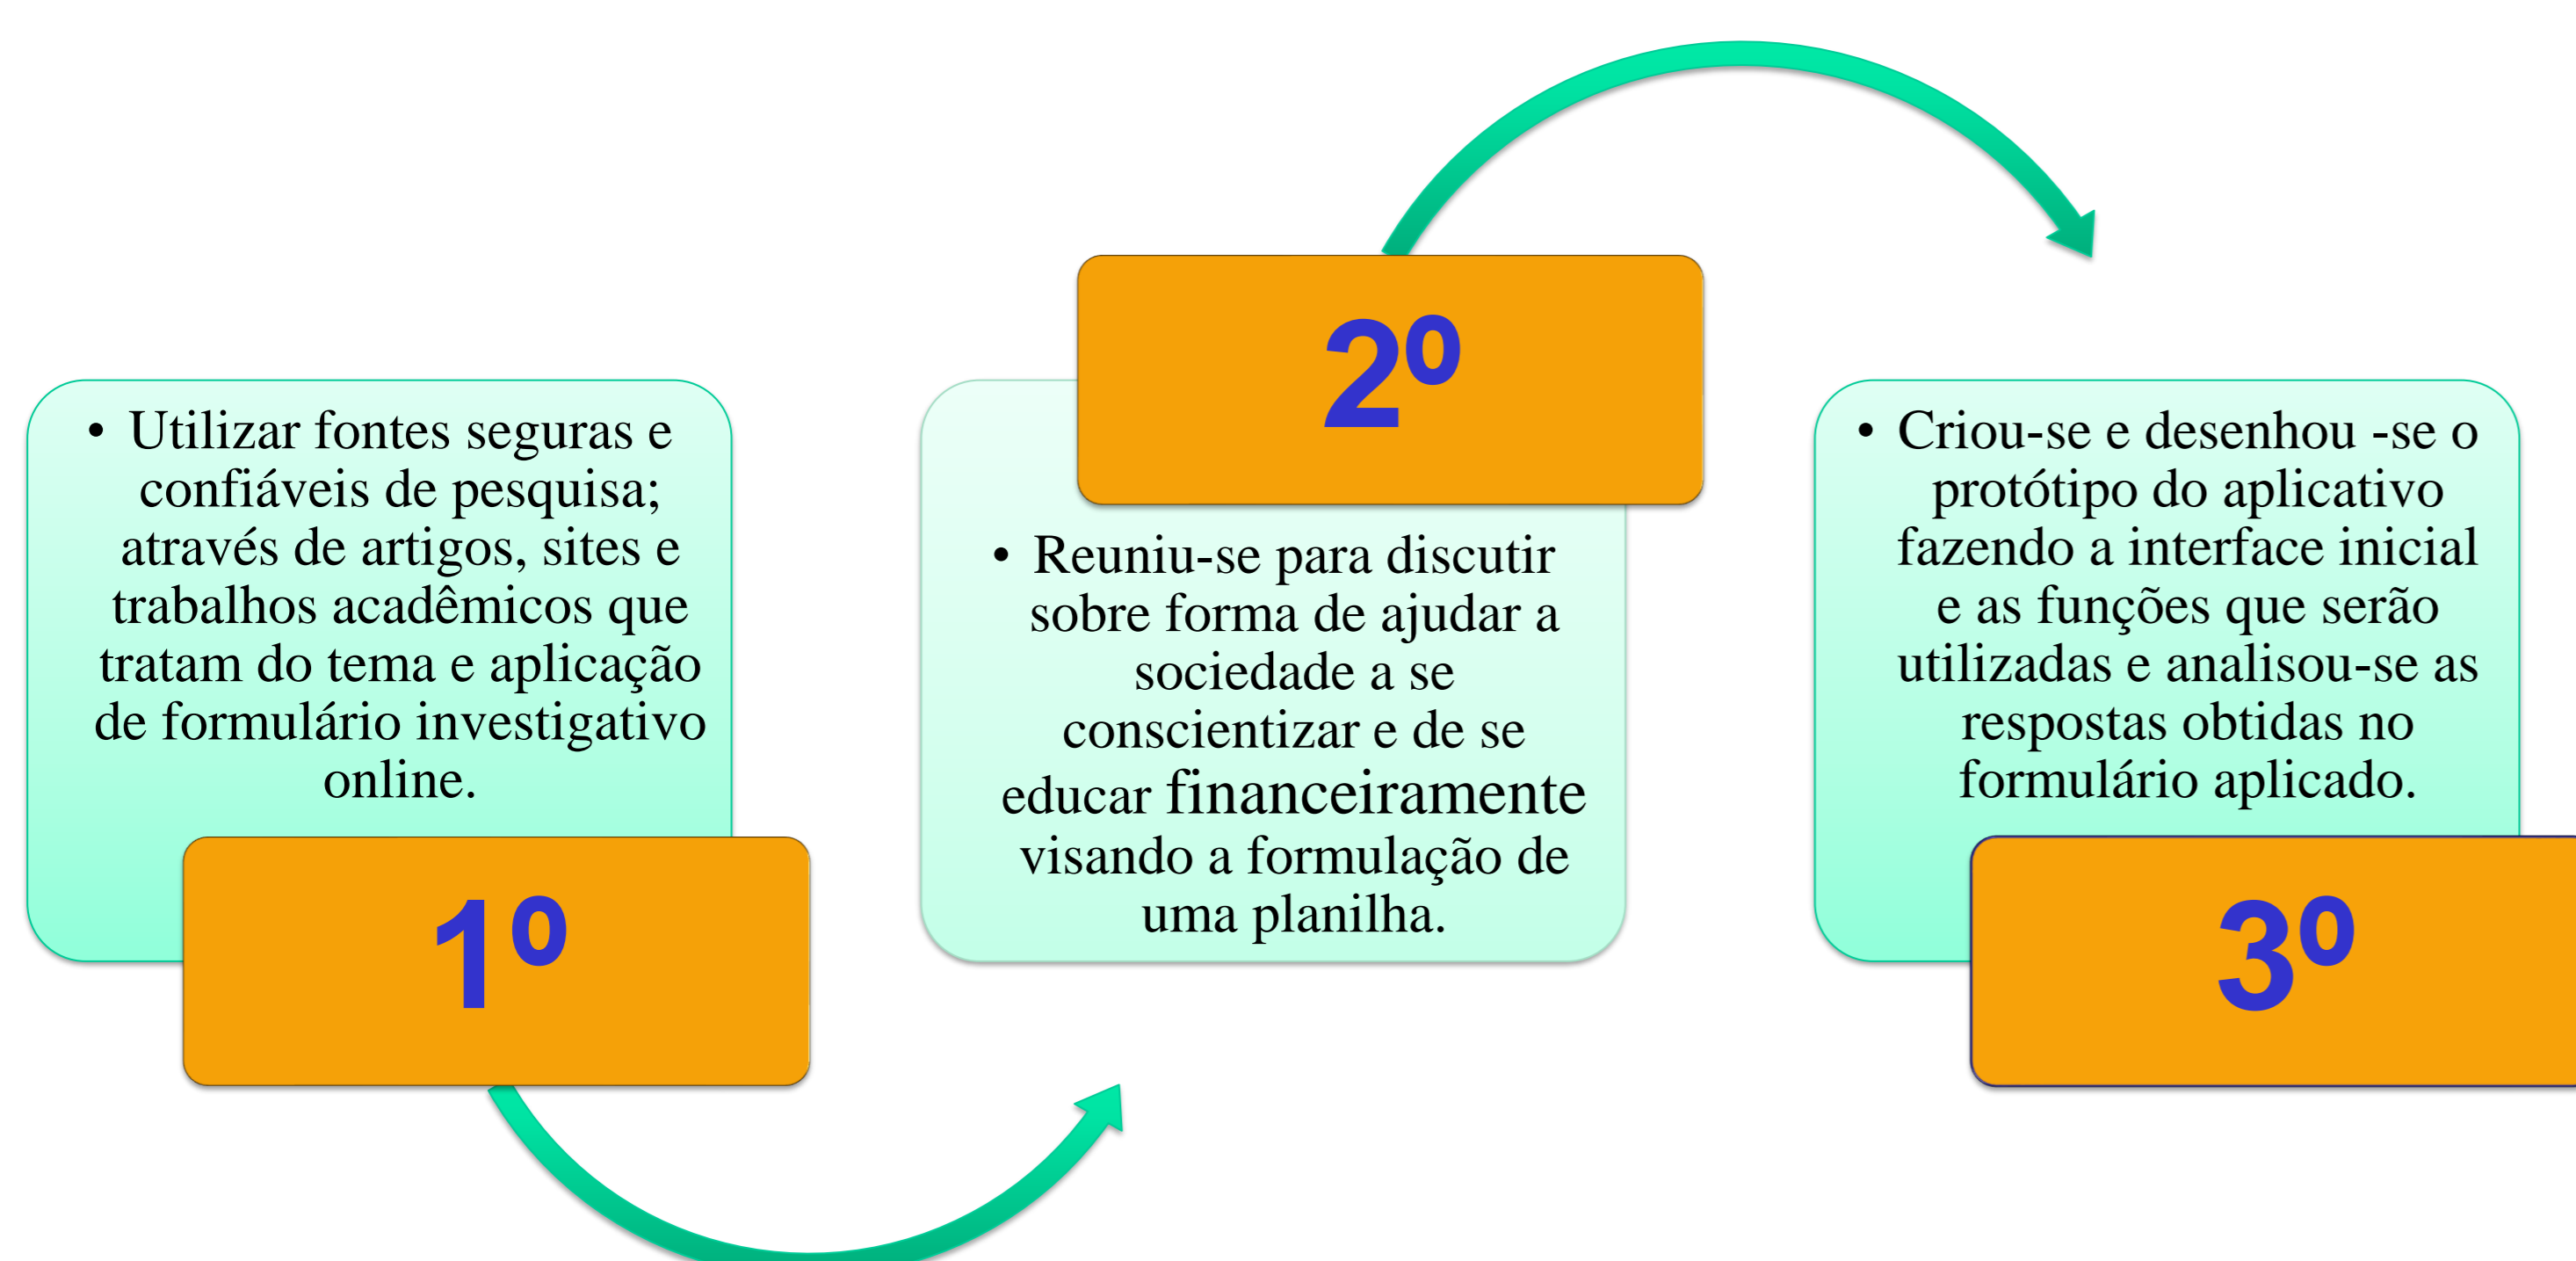 • Utilizar fontes seguras e
confiáveis de pesquisa;
através de artigos, sites e
trabalhos acadêmicos que
tratam do tema e aplicação
de formulário investigativo
online.
1º
2º
• Reuniu-se para discutir
sobre forma de ajudar a
sociedade a se
conscientizar e de se
educar financeiramente
visando a formulação de
uma planilha.
• Criou-se e desenhou -se o
protótipo do aplicativo
fazendo a interface inicial
e as funções que serão
utilizadas e analisou-se as
respostas obtidas no
formulário aplicado.
3º